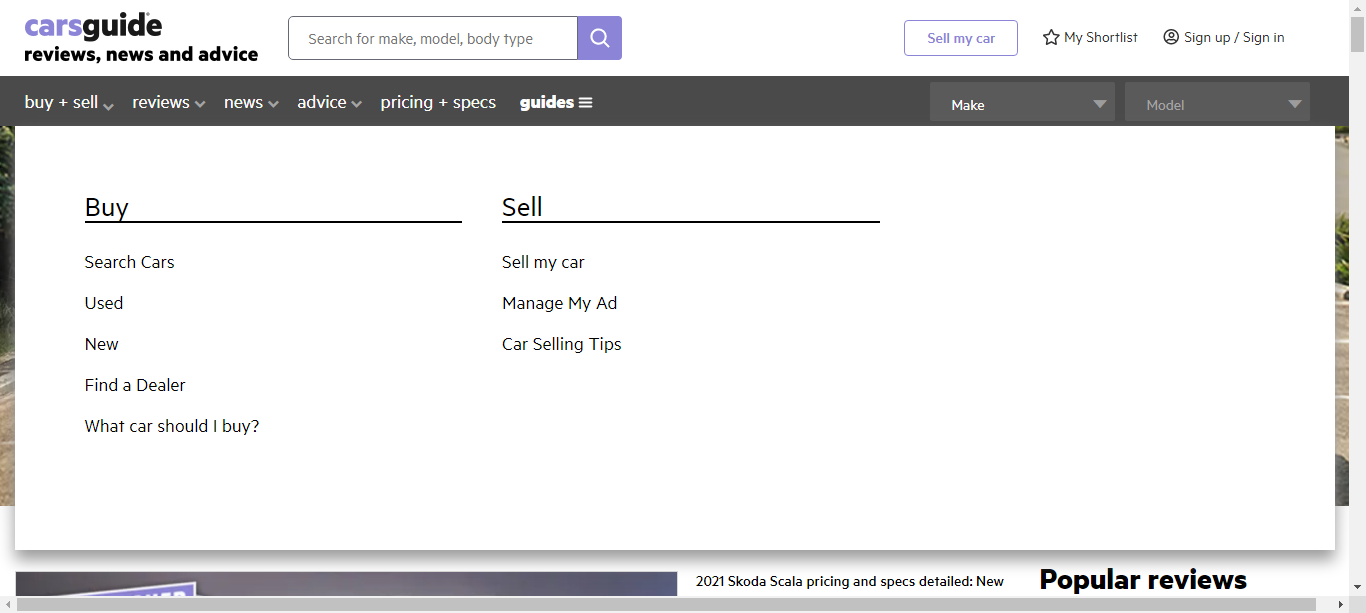 carsguide
reviews, news and advice
Search for make, model, body type
Sell my car
My Shortlist
Sign up / Sign in
buy + sell
reviews
news
advice
pricing + specs
guides
Make
Model
Buy
Search Cars
Used
New
Find a Dealer
What car should I buy?
Sell
Sell my car
Manage My Ad
Car Selling Tips
2021 Skoda Scala pricing and specs detailed: New
Popular reviews